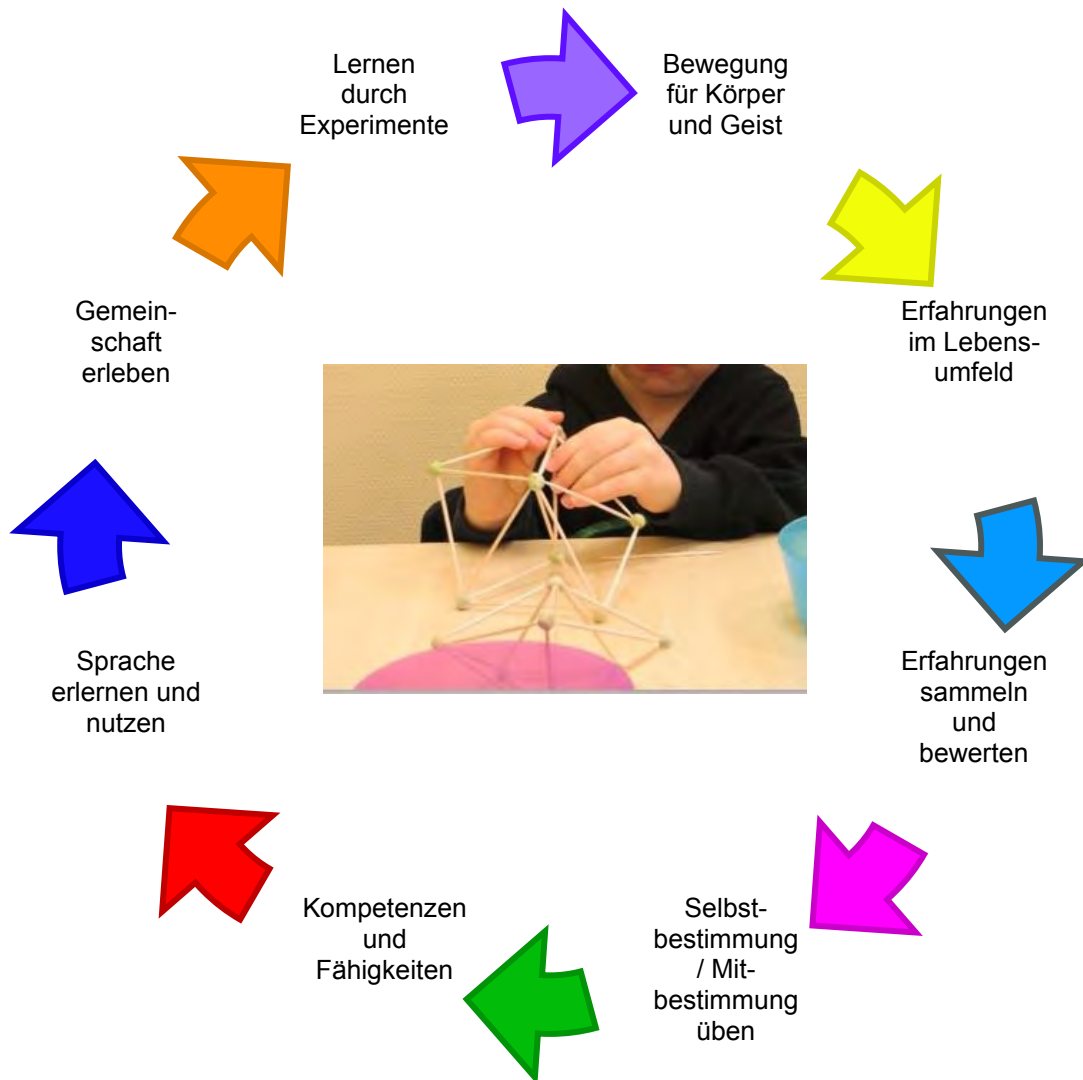 Lernen
durch
Experimente
Bewegung
für Körper
und Geist
Erfahrungen
im Lebens-
umfeld
Erfahrungen
sammeln
und
bewerten
Selbst-
bestimmung
/ Mit-
bestimmung
üben
Kompetenzen
und
Fähigkeiten
Sprache
erlernen und
nutzen
Gemein-
schaft
erleben